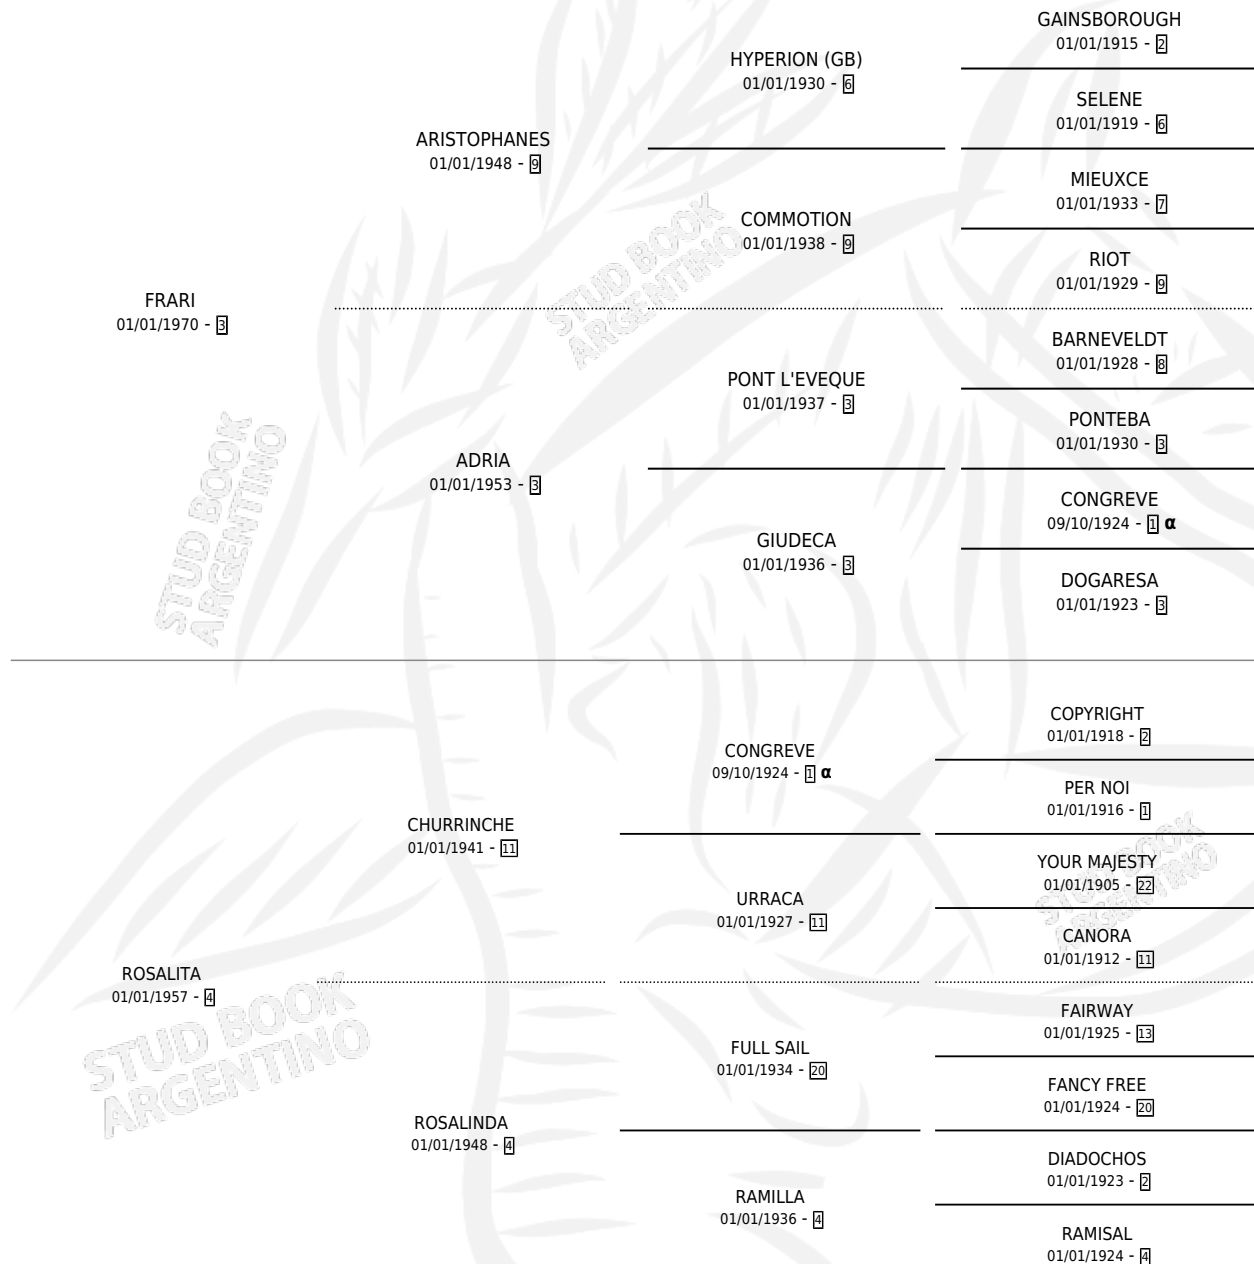 GAINSBOROUGH
01/01/1915 - 2
HYPERION (GB)
01/01/1930 - 6
SELENE
01/01/1919 - 6
ARISTOPHANES
01/01/1948 - 9
MIEUXCE
01/01/1933 - 7
COMMOTION
01/01/1938 - 9
RIOT
01/01/1929 - 9
FRARI
01/01/1970 - 3
BARNEVELDT
01/01/1928 - 8
PONT L'EVEQUE
01/01/1937 - 3
PONTEBA
01/01/1930 - 3
ADRIA
01/01/1953 - 3
CONGREVE
09/10/1924 - 1 α
GIUDECA
01/01/1936 - 3
DOGARESA
01/01/1923 - 3
COPYRIGHT
01/01/1918 - 2
CONGREVE
09/10/1924 - 1 α
PER NOI
01/01/1916 - 1
CHURRINCHE
01/01/1941 - 11
YOUR MAJESTY
01/01/1905 - 22
URRACA
01/01/1927 - 11
CANORA
01/01/1912 - 11
ROSALITA
01/01/1957 - 4
FAIRWAY
01/01/1925 - 13
FULL SAIL
01/01/1934 - 20
FANCY FREE
01/01/1924 - 20
ROSALINDA
01/01/1948 - 4
DIADOCHOS
01/01/1923 - 2
RAMILLA
01/01/1936 - 4
RAMISAL
01/01/1924 - 4
STUD BOOK
ARGENTINO
STUD BOOK
ARGENTINO
STUD BOOK
ARGENTINO
STUD BOOK
ARGENTINO